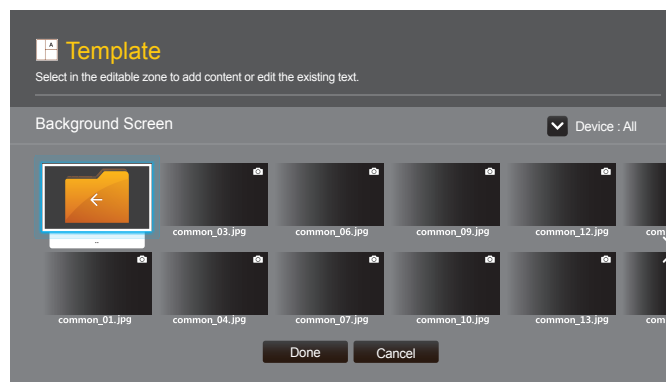 A
Template
Select in the editable zone to add content or edit the existing text.
Background Screen
Device : All
..
common_03.jpg
common_06.jpg
common_09.jpg
common_12.jpg
com
common_01.jpg
common_04.jpg
common_07.jpg
common_10.jpg
common_13.jpg
com
Done
Cancel